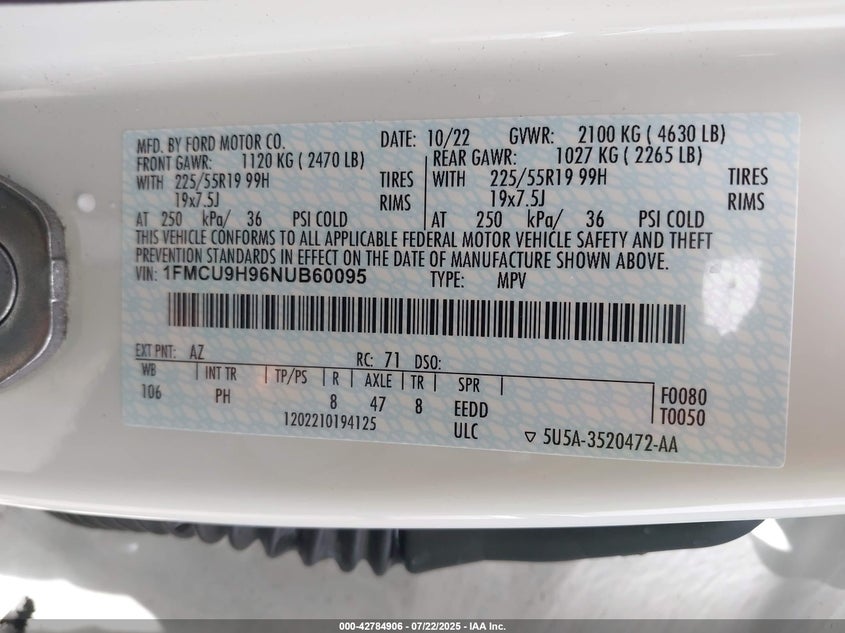 MFD. BY FORD MOTOR CO. DATE: 10/22 GVWR: 2100 KG ( 4630 LB)
FRONT GAWR: 1120 KG ( 2470 LB) REAR GAWR: 1027 KG ( 2265 LB)
WITH 225/55R19 99H TIRES WITH 225/55R19 99H TIRES
19x7.5J RIMS 19x7.5J RIMS
AT 250 kPa/ 36 PSI COLD AT 250 kPa/ 36 PSI COLD
THIS VEHICLE CONFORMS TO ALL APPLICABLE FEDERAL MOTOR VEHICLE SAFETY AND THEFT
PREVENTION STANDARDS IN EFFECT ON THE DATE OF MANUFACTURE SHOWN ABOVE.
VIN: 1FMCU9H96NUB60095 TYPE: MPV
EXT PNT: AZ RC: 71 DSO:
WB INT TR TP/PS R AXLE TR SPR F0080
106 PH 8 47 8 EEDD T0050
1202210194125 ULC ▽ 5U5A-3520472-AA
000-42784906 - 07/22/2025 - IAA Inc.